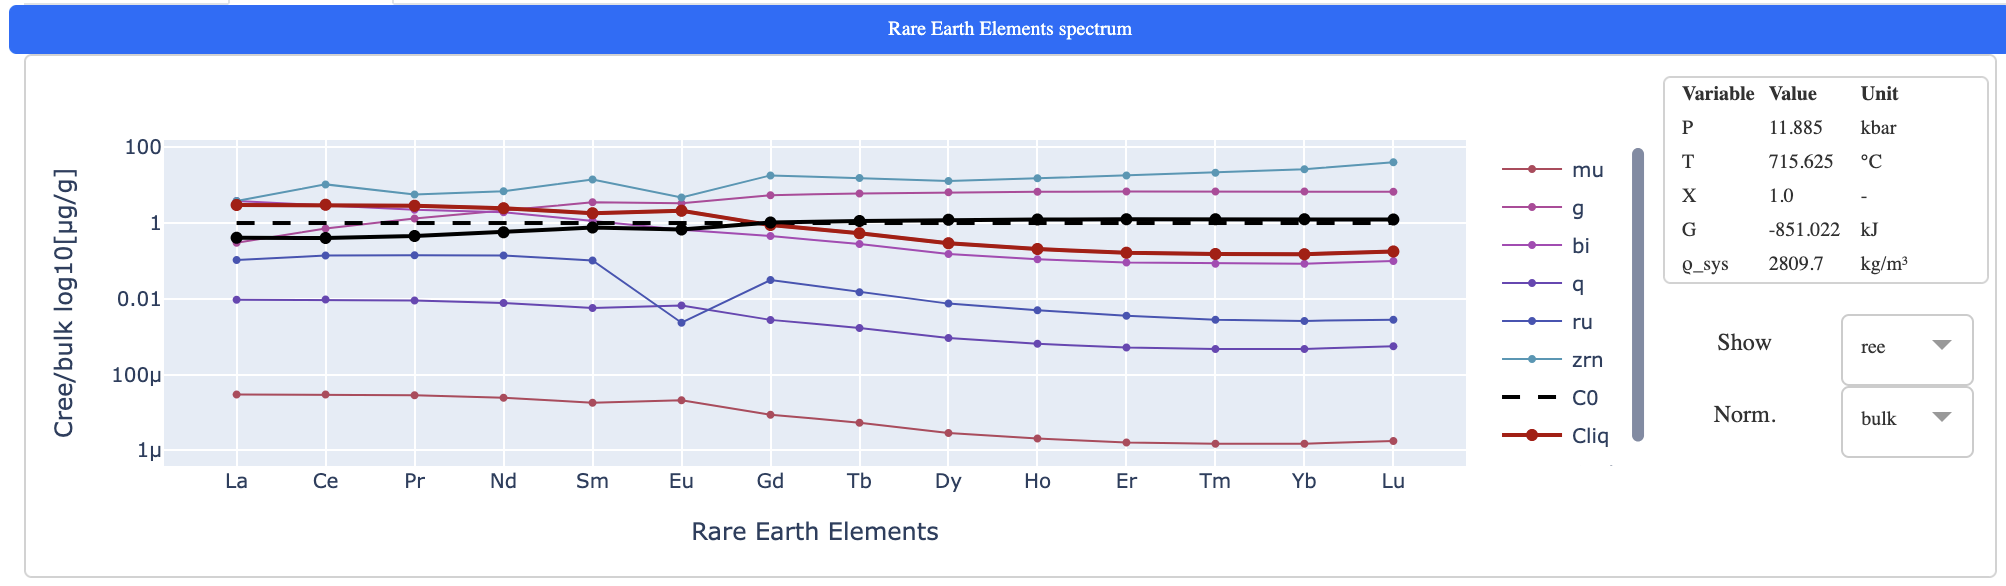 Rare Earth Elements spectrum
Variable Value Unit
P 11.885 kbar
T 715.625 °C
X 1.0 -
G -851.022 kJ
ϱ_sys 2809.7 kg/m³
Show ree
Norm. bulk
Cree/bulk log10[μg/g]
100
1
0.01
100μ
1μ
La Ce Pr Nd Sm Eu Gd Tb Dy Ho Er Tm Yb Lu
Rare Earth Elements
mu
g
bi
q
ru
zrn
C0
Cliq